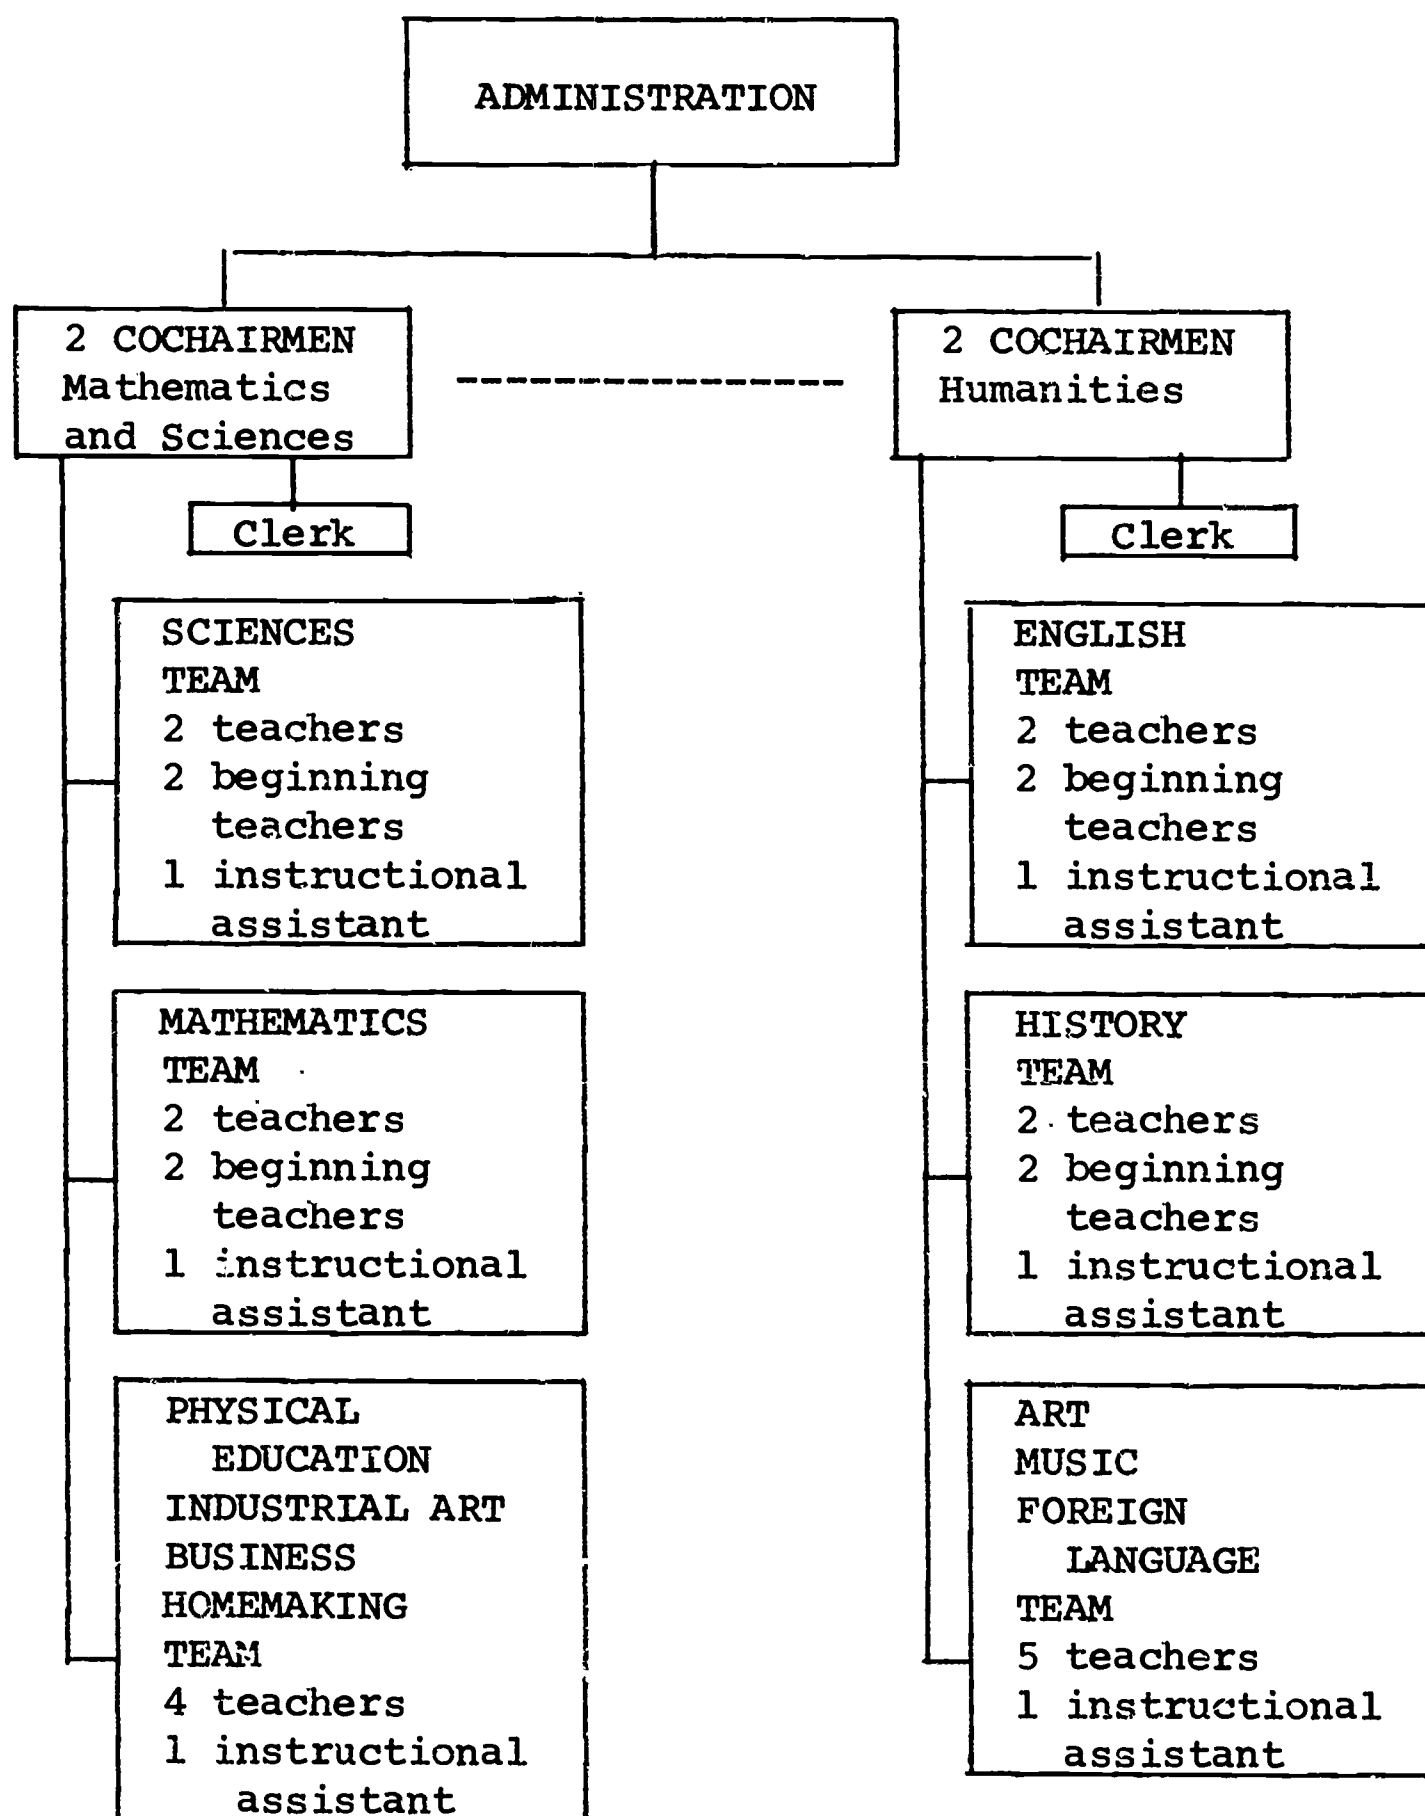 ADMINISTRATION
2 COCHAIRMEN
Mathematics
and Sciences
Clerk
SCIENCES
TEAM
2 teachers
2 beginning
teachers
1 instructional
assistant
MATHEMATICS
TEAM
2 teachers
2 beginning
teachers
1 instructional
assistant
PHYSICAL
EDUCATION
INDUSTRIAL ART
BUSINESS
HOMEMAKING
TEAM
4 teachers
1 instructional
assistant
2 COCHAIRMEN
Humanities
Clerk
ENGLISH
TEAM
2 teachers
2 beginning
teachers
1 instructional
assistant
HISTORY
TEAM
2 teachers
2 beginning
teachers
1 instructional
assistant
ART
MUSIC
FOREIGN
LANGUAGE
TEAM
5 teachers
1 instructional
assistant